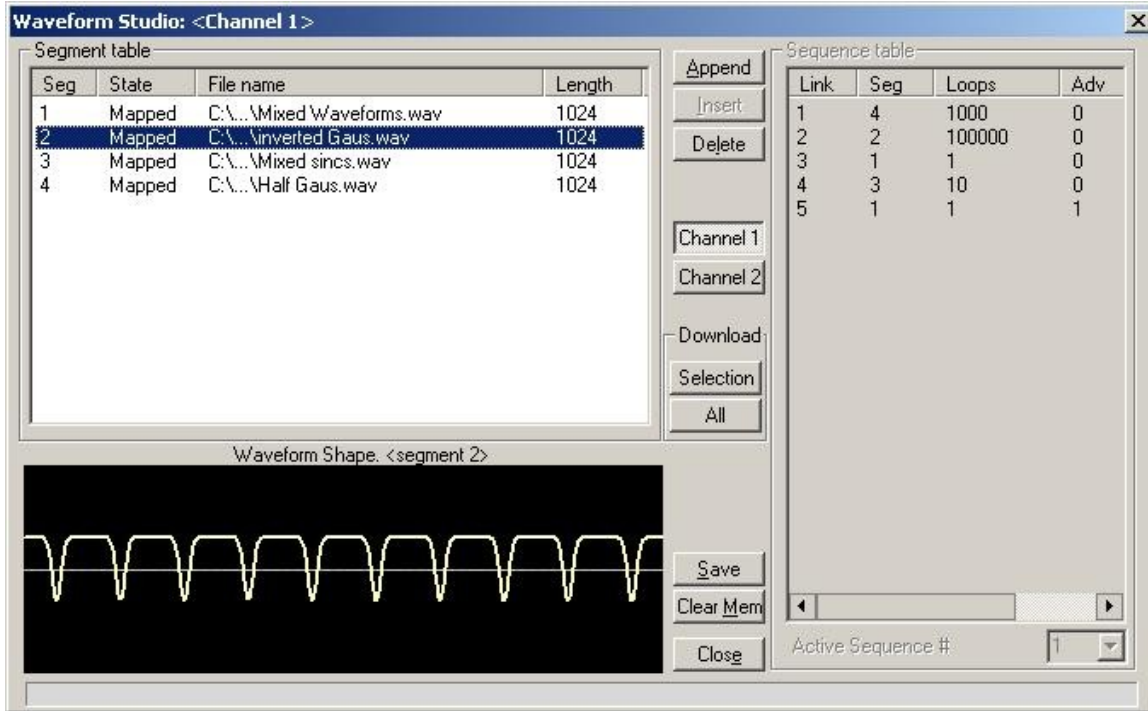 Waveform Studio: <Channel 1>
Segment table
Seg State File name Length
1 Mapped C:\...\Mixed Waveforms.wav 1024
2 Mapped C:\...\inverted Gaus.wav 1024
3 Mapped C:\...\Mixed sincs.wav 1024
4 Mapped C:\...\Half Gaus.wav 1024
Append
Insert
Delete
Channel 1
Channel 2
Download
Selection
All
Sequence table
Link Seg Loops Adv
1 4 1000 0
2 2 100000 0
3 1 1 0
4 3 10 0
5 1 1 1
Waveform Shape. <segment 2>
Save
Clear Mem
Close
Active Sequence # 1